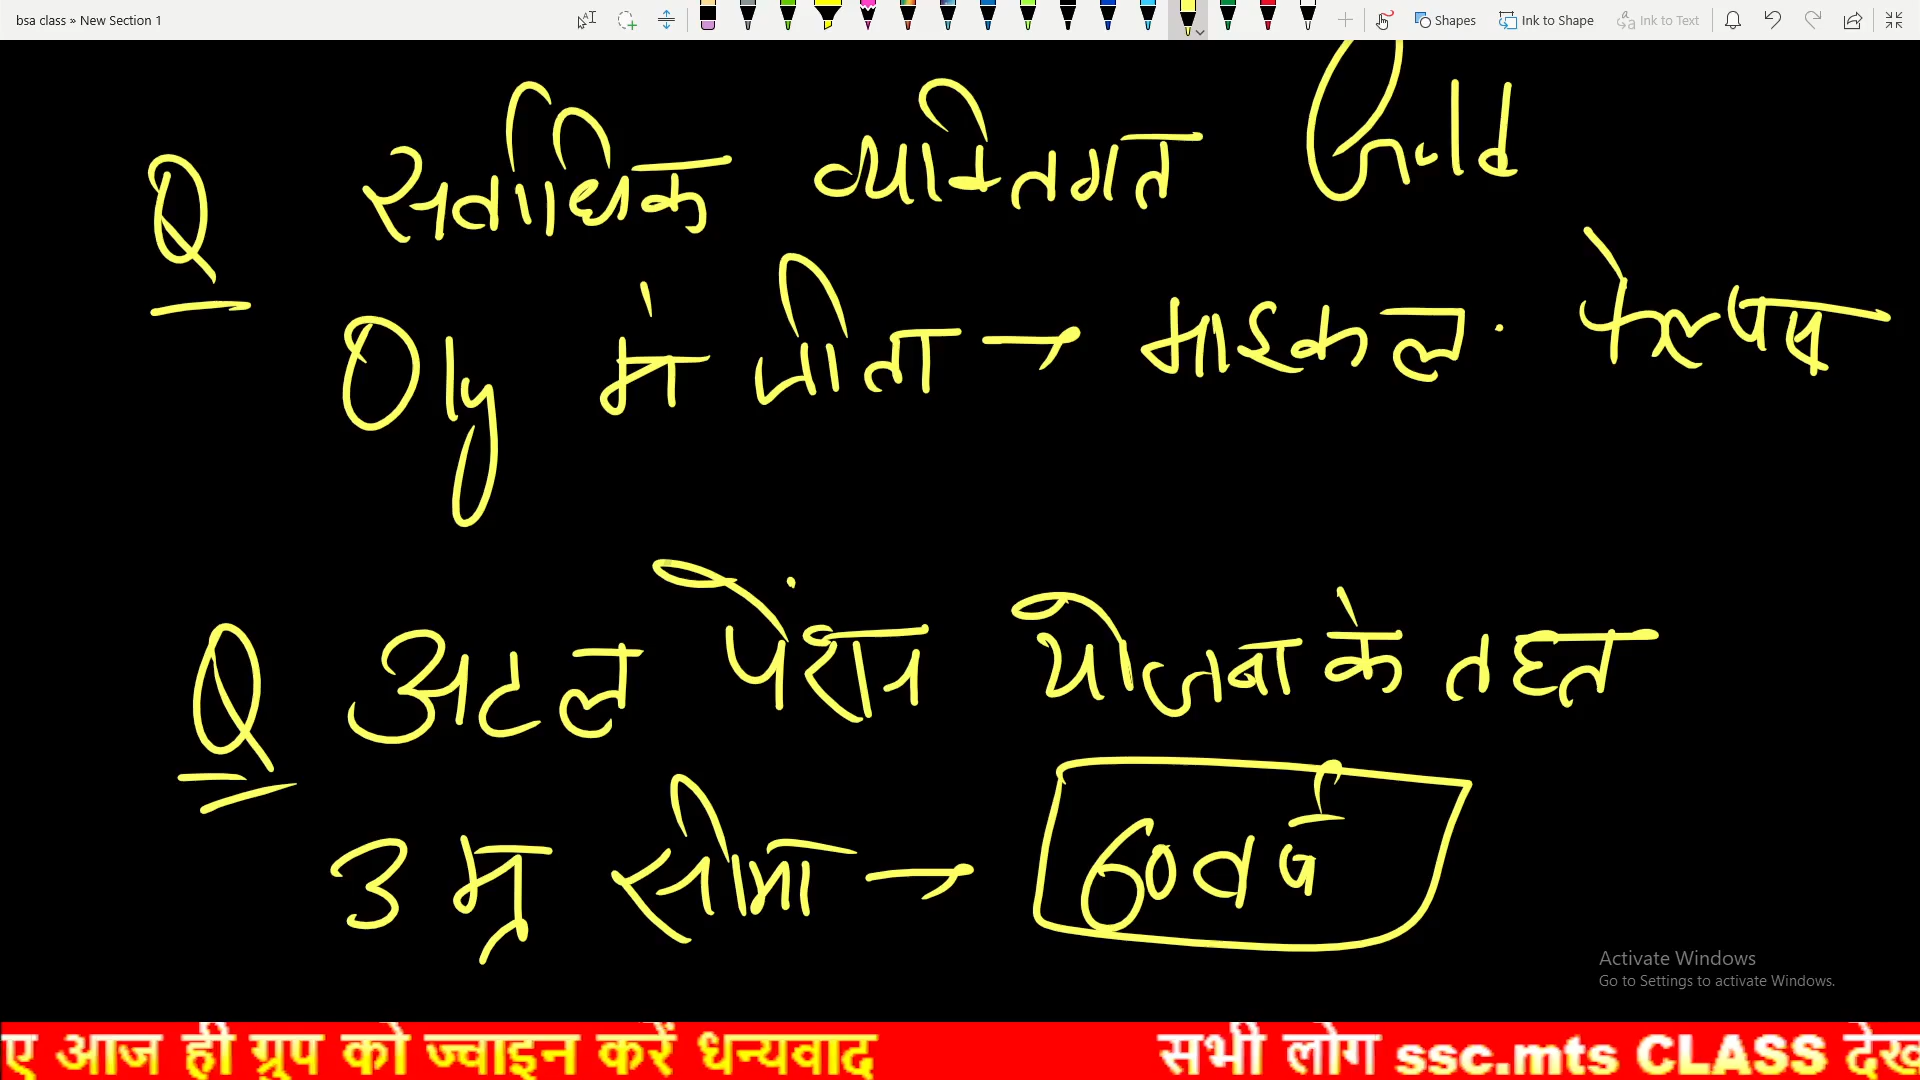 bsa class » New Section 1
Shapes Ink to Shape Ink to Text
Q सर्वाधिक व्यक्तिगत Gold
Oly में जीता → माइकल फेल्पस
Q अटल पेंशन योजना के तहत
उम्र सीमा → 60 वर्ष
Activate Windows
Go to Settings to activate Windows.
ए आज ही ग्रुप को ज्वाइन करें धन्यवाद सभी लोग ssc.mts CLASS देख